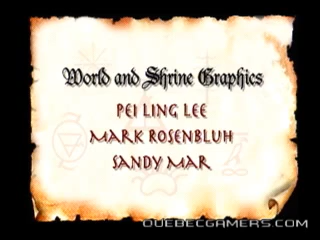 World and Shrine Graphics
PEI LING LEE
MARK ROSENBLUH
SANDY MAR
QUEBECGAMERS.COM